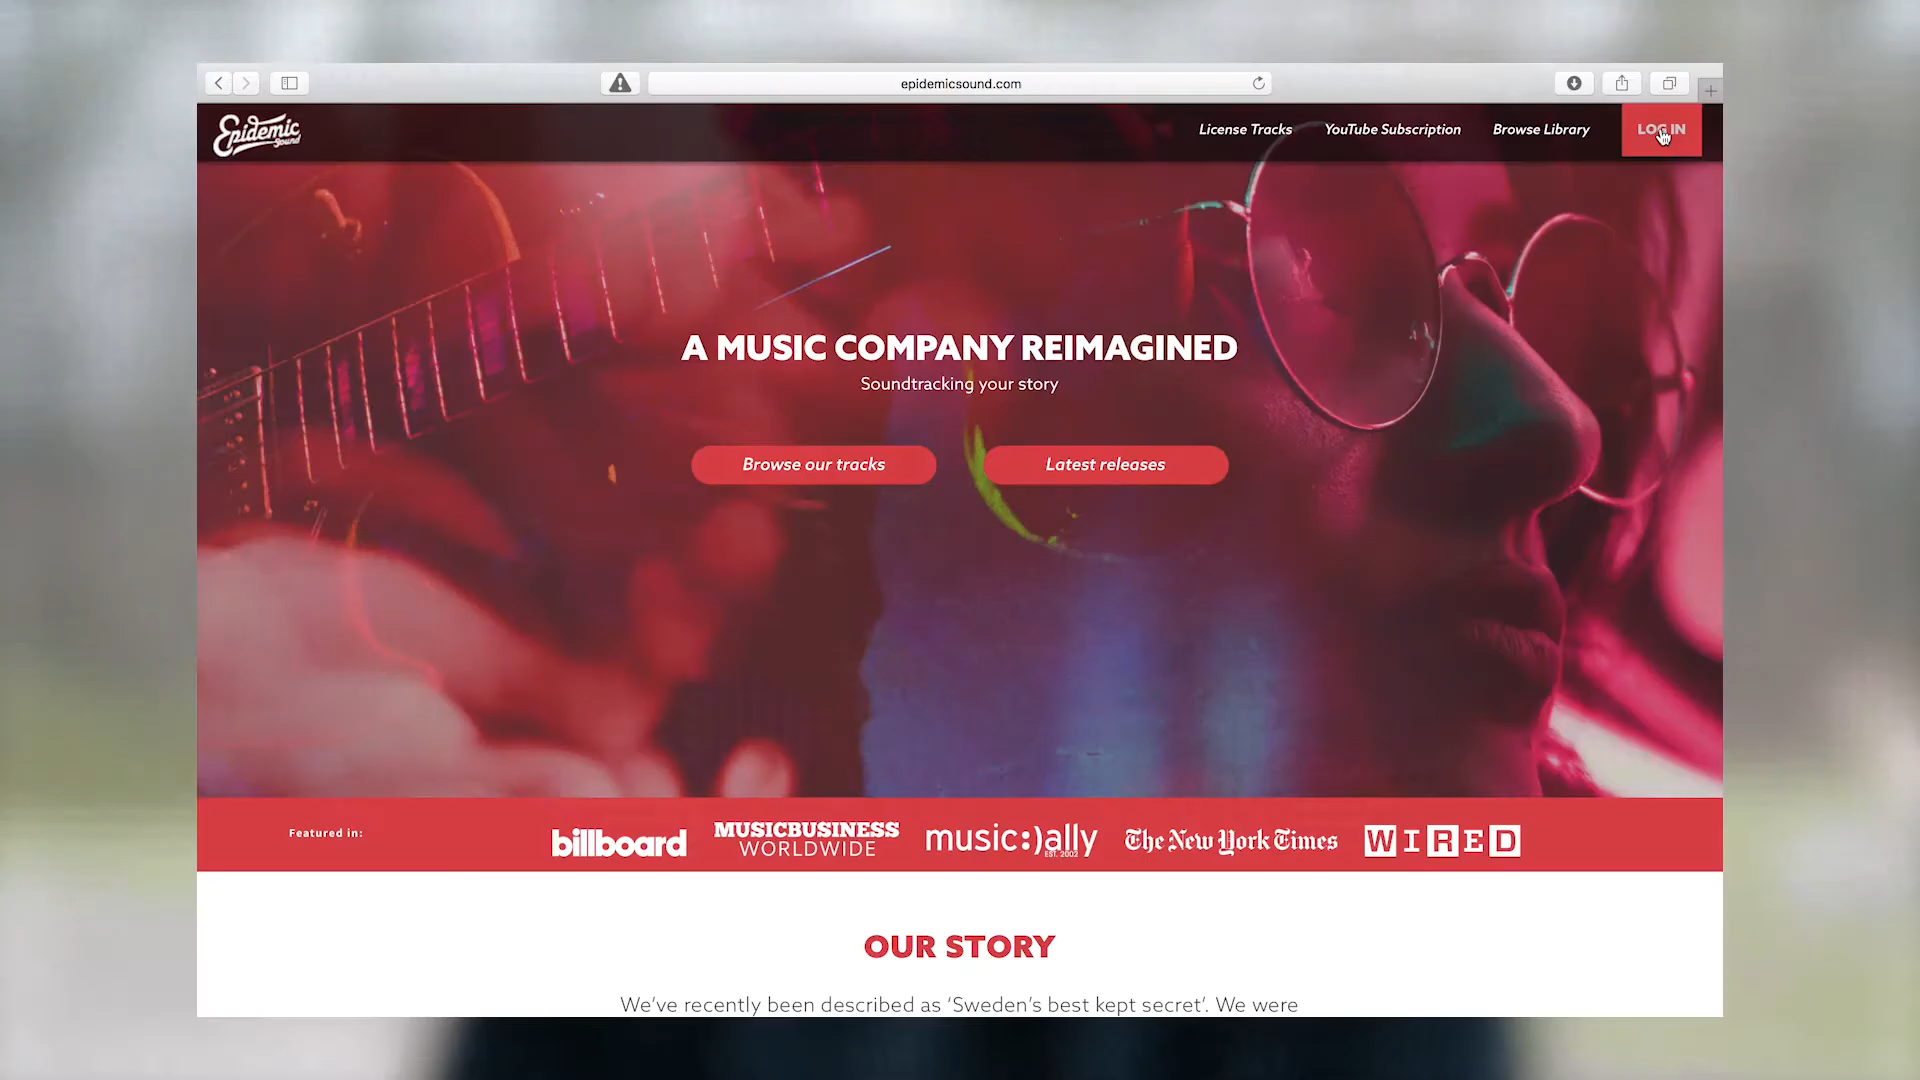 epidemicsound.com
Epidemic
Sound
License Tracks
YouTube Subscription
Browse Library
LOG IN
A MUSIC COMPANY REIMAGINED
Soundtracking your story
Browse our tracks
Latest releases
Featured in:
billboard
MUSICBUSINESS
WORLDWIDE
music:)ally
EST. 2002
The New York Times
WIRED
OUR STORY
We've recently been described as 'Sweden's best kept secret'. We were